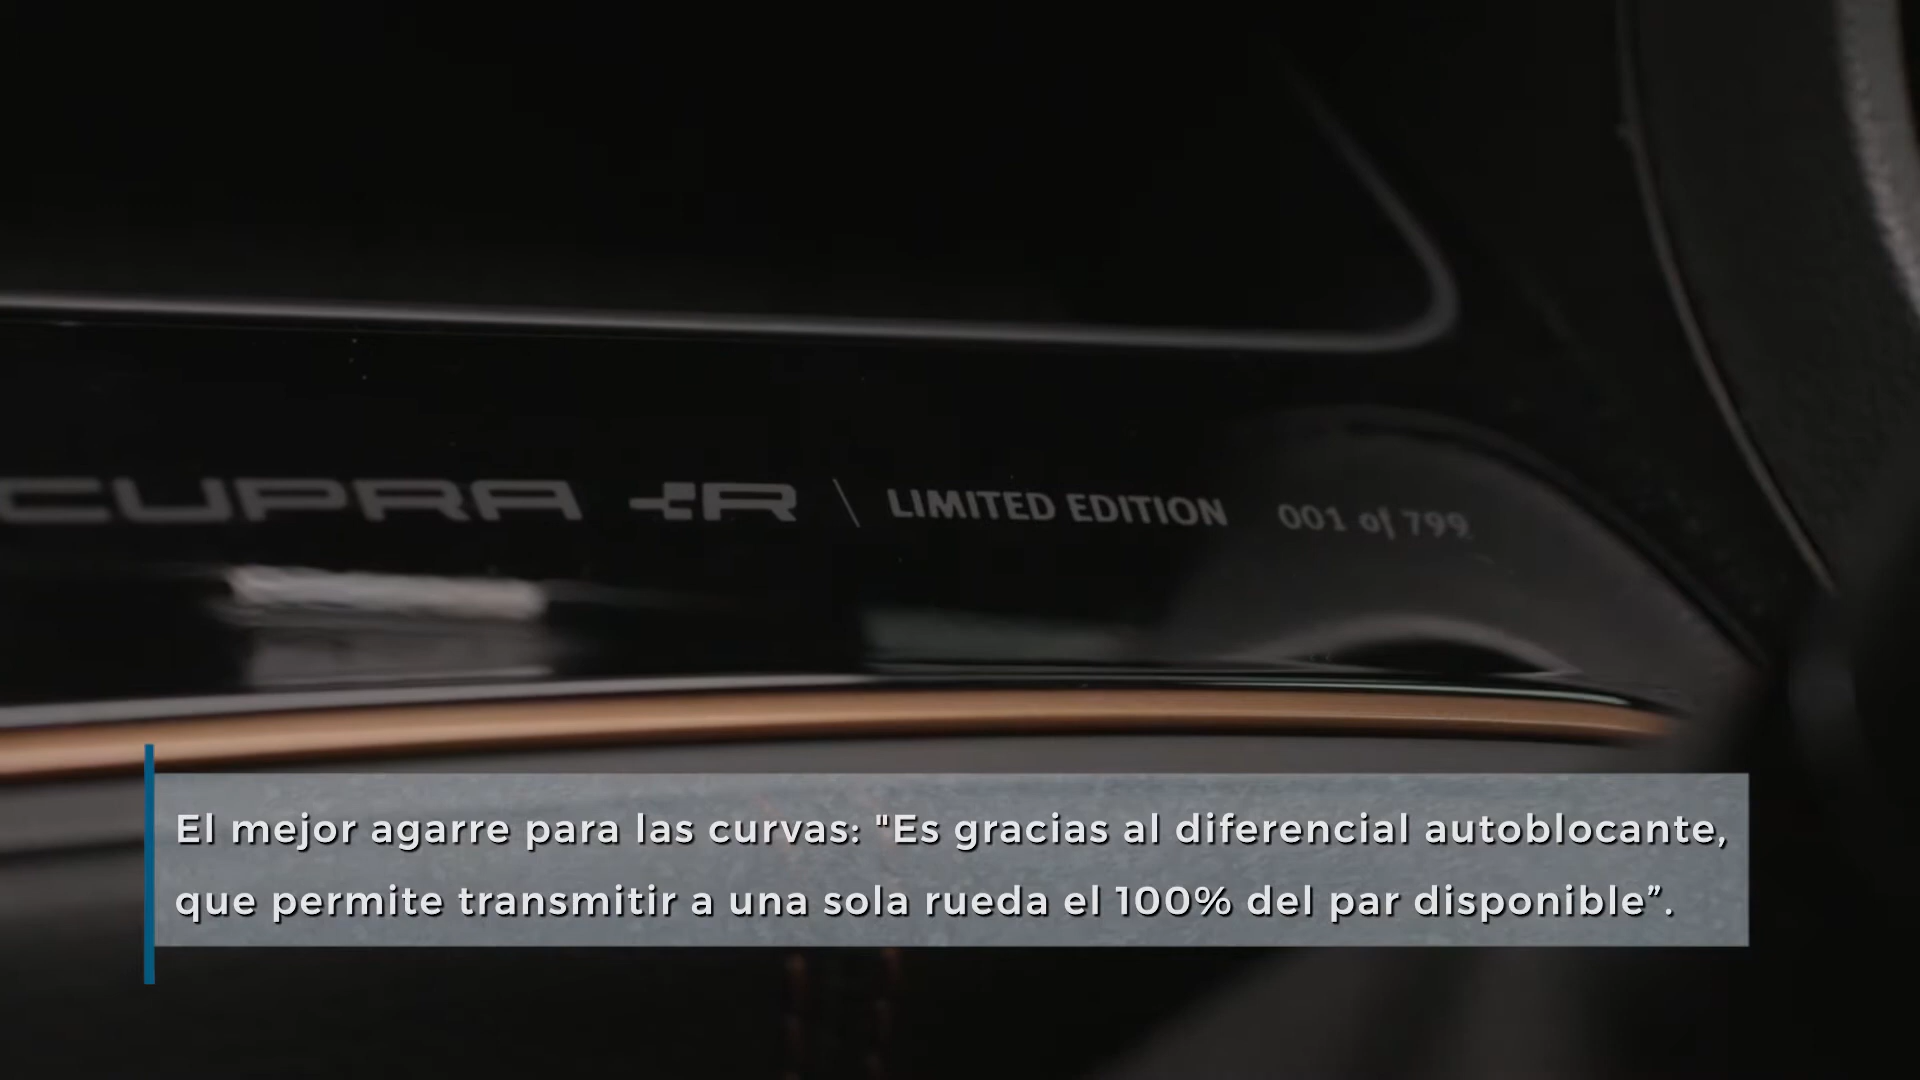 CUPRA R \ LIMITED EDITION 001 of 799
El mejor agarre para las curvas: "Es gracias al diferencial autoblocante,
que permite transmitir a una sola rueda el 100% del par disponible”.